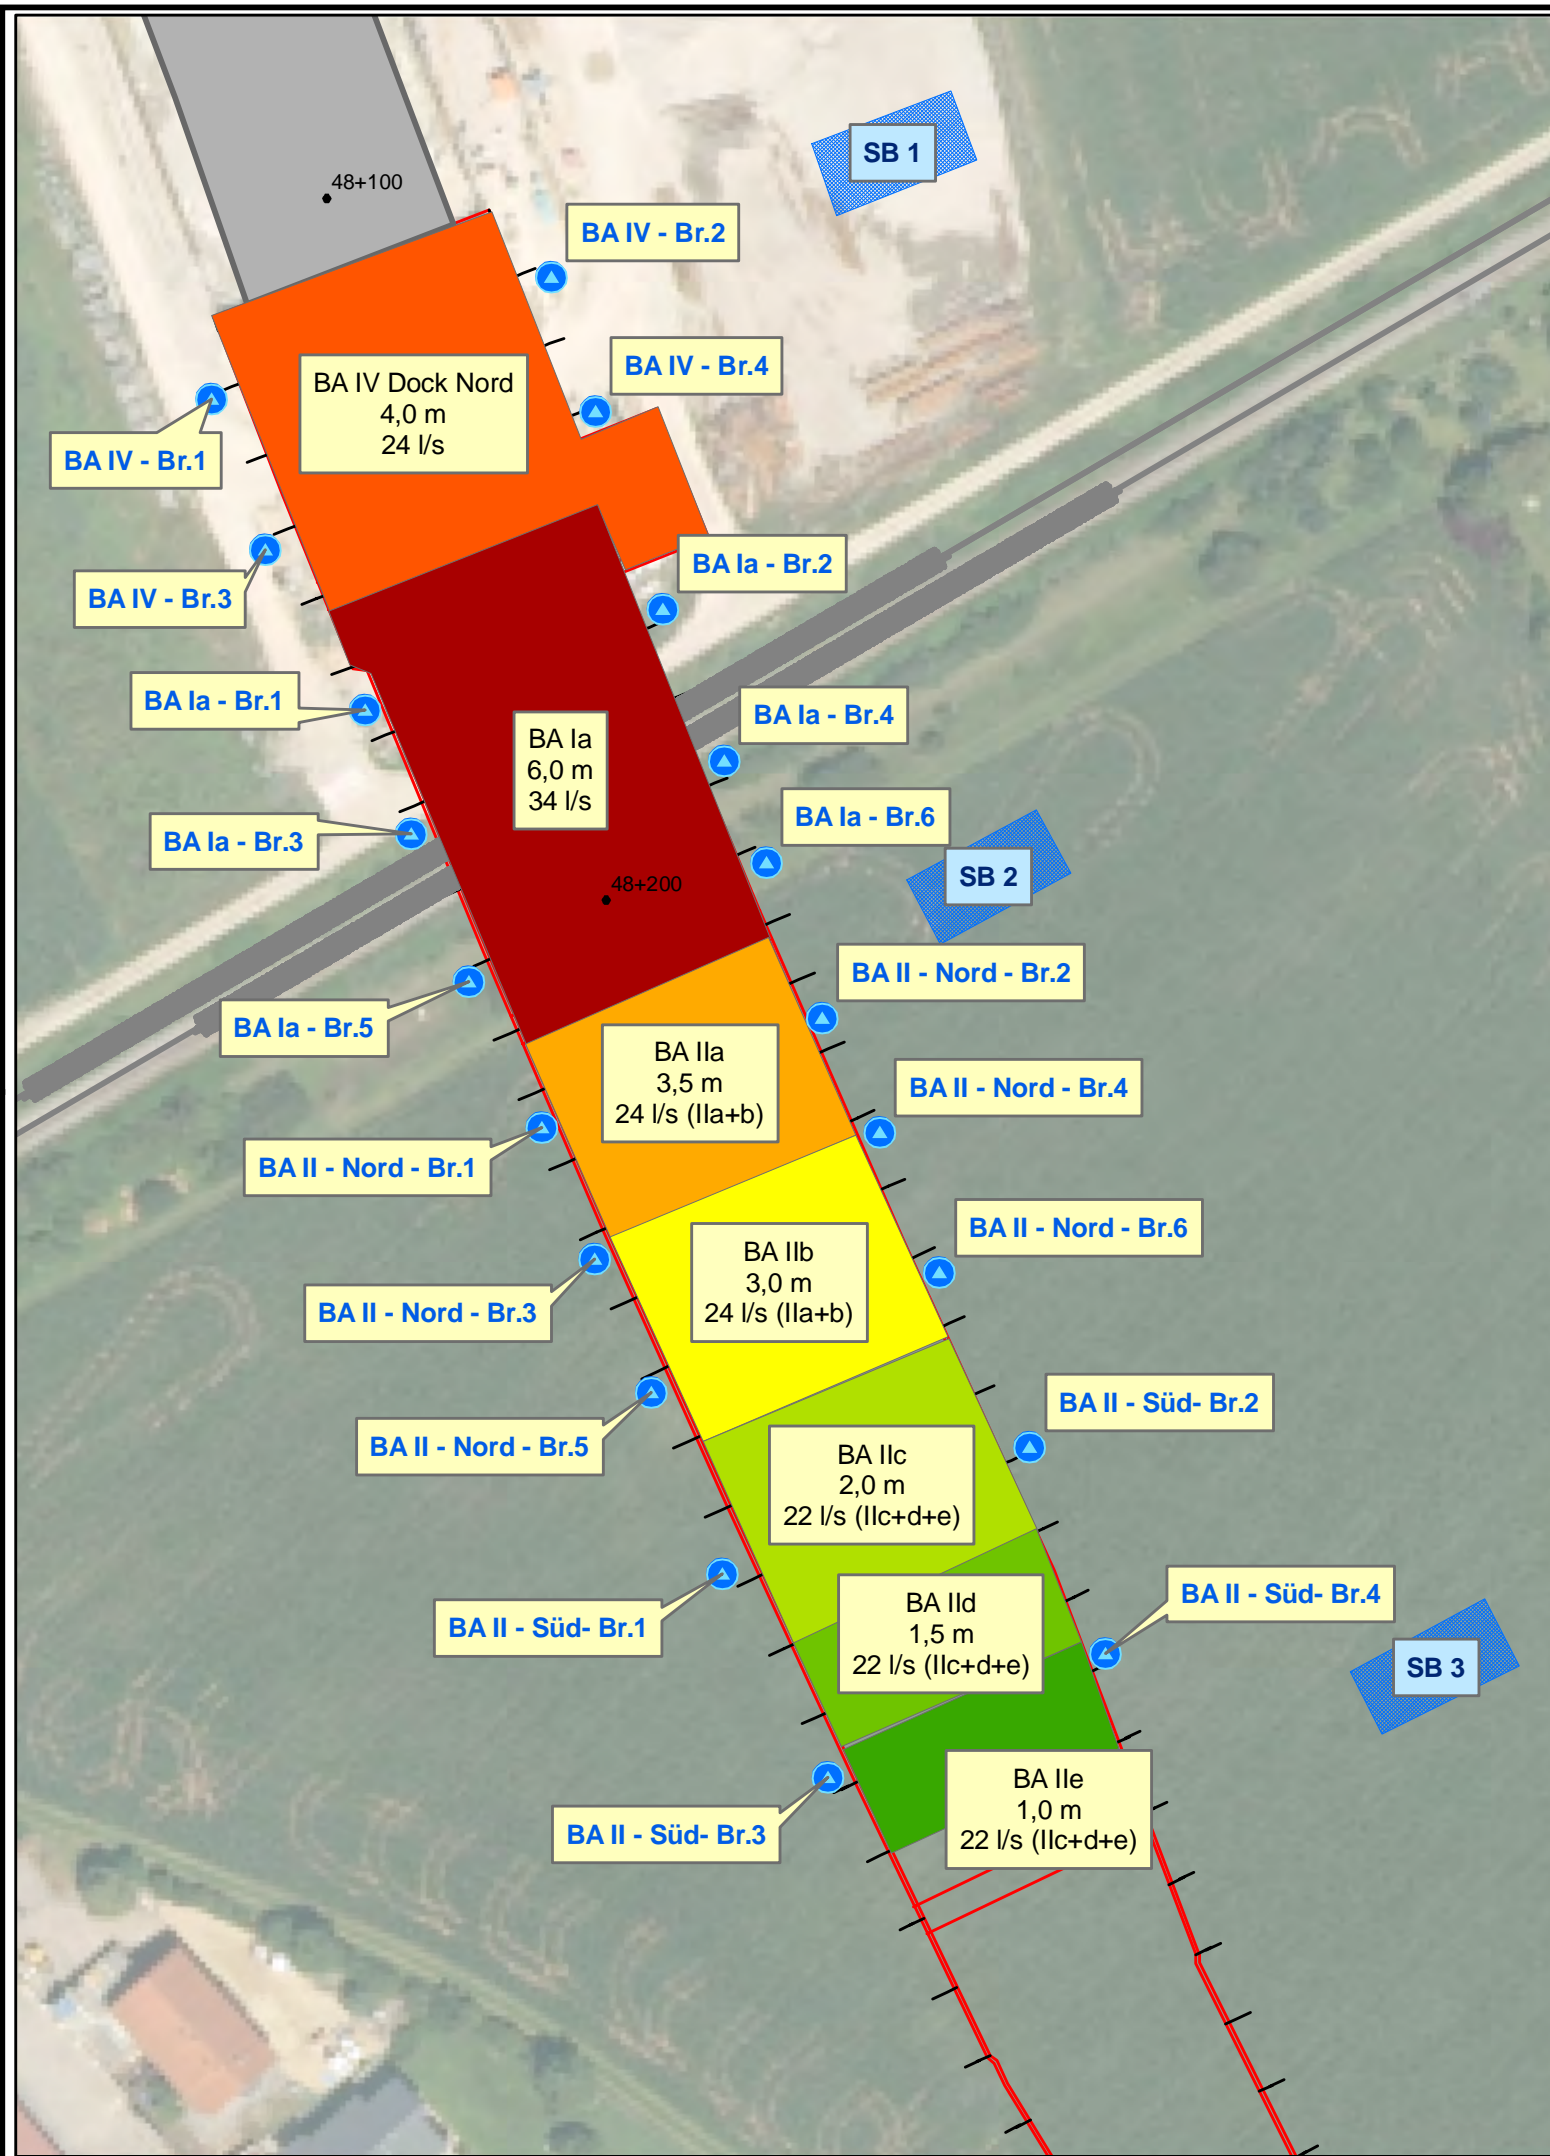 48+100
SB 1
BA IV - Br.2
BA IV Dock Nord
4,0 m
24 l/s
BA IV - Br.4
BA IV - Br.1
BA IV - Br.3
BA Ia - Br.2
BA Ia - Br.1
BA Ia - Br.4
BA Ia
6,0 m
34 l/s
BA Ia - Br.3
BA Ia - Br.6
SB 2
48+200
BA II - Nord - Br.2
BA Ia - Br.5
BA IIa
3,5 m
24 l/s (IIa+b)
BA II - Nord - Br.4
BA II - Nord - Br.1
BA II - Nord - Br.6
BA IIb
3,0 m
24 l/s (IIa+b)
BA II - Nord - Br.3
BA II - Süd- Br.2
BA II - Nord - Br.5
BA IIc
2,0 m
22 l/s (IIc+d+e)
BA II - Süd- Br.4
BA IId
1,5 m
22 l/s (IIc+d+e)
BA II - Süd- Br.1
SB 3
BA IIe
1,0 m
22 l/s (IIc+d+e)
BA II - Süd- Br.3